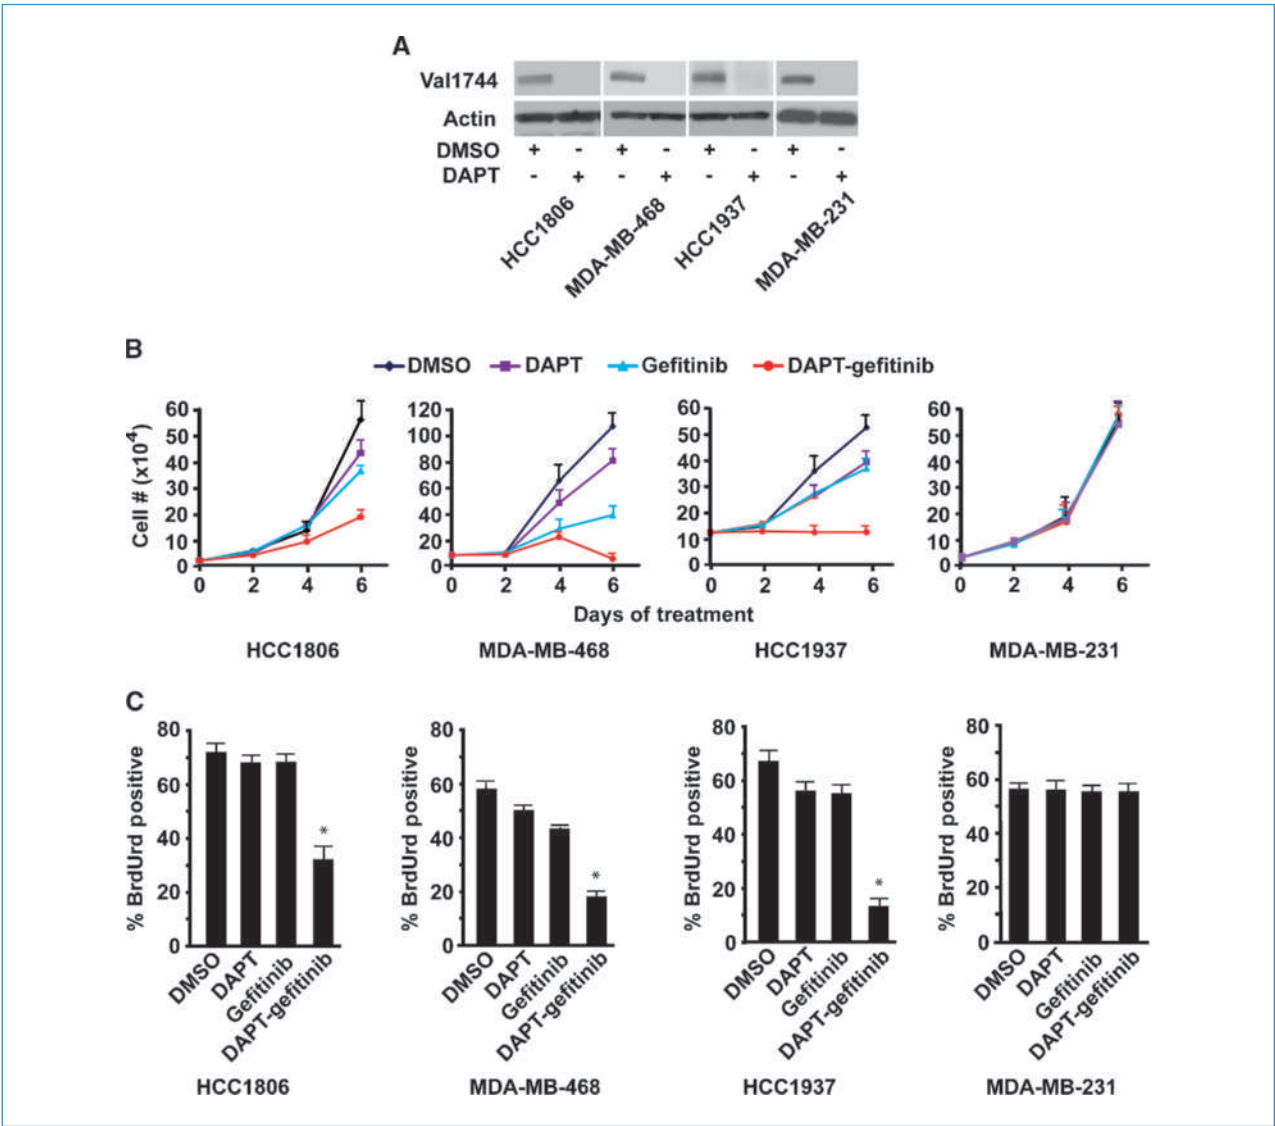 A
Val1744
Actin
DMSO + - + - + - + -
DAPT - + - + - + - +
HCC1806 MDA-MB-468 HCC1937 MDA-MB-231
B
DMSO DAPT Gefitinib DAPT-gefitinib
Cell # (x10⁴)
60 50 40 30 20 10 0
0 2 4 6
120 100 80 60 40 20 0
0 2 4 6
60 50 40 30 20 10 0
0 2 4 6
60 50 40 30 20 10 0
0 2 4 6
Days of treatment
HCC1806 MDA-MB-468 HCC1937 MDA-MB-231
C
% BrdUrd positive
80 60 40 20 0
*
DMSO DAPT Gefitinib DAPT-gefitinib
HCC1806
% BrdUrd positive
80 60 40 20 0
*
DMSO DAPT Gefitinib DAPT-gefitinib
MDA-MB-468
% BrdUrd positive
80 60 40 20 0
*
DMSO DAPT Gefitinib DAPT-gefitinib
HCC1937
% BrdUrd positive
80 60 40 20 0
DMSO DAPT Gefitinib DAPT-gefitinib
MDA-MB-231